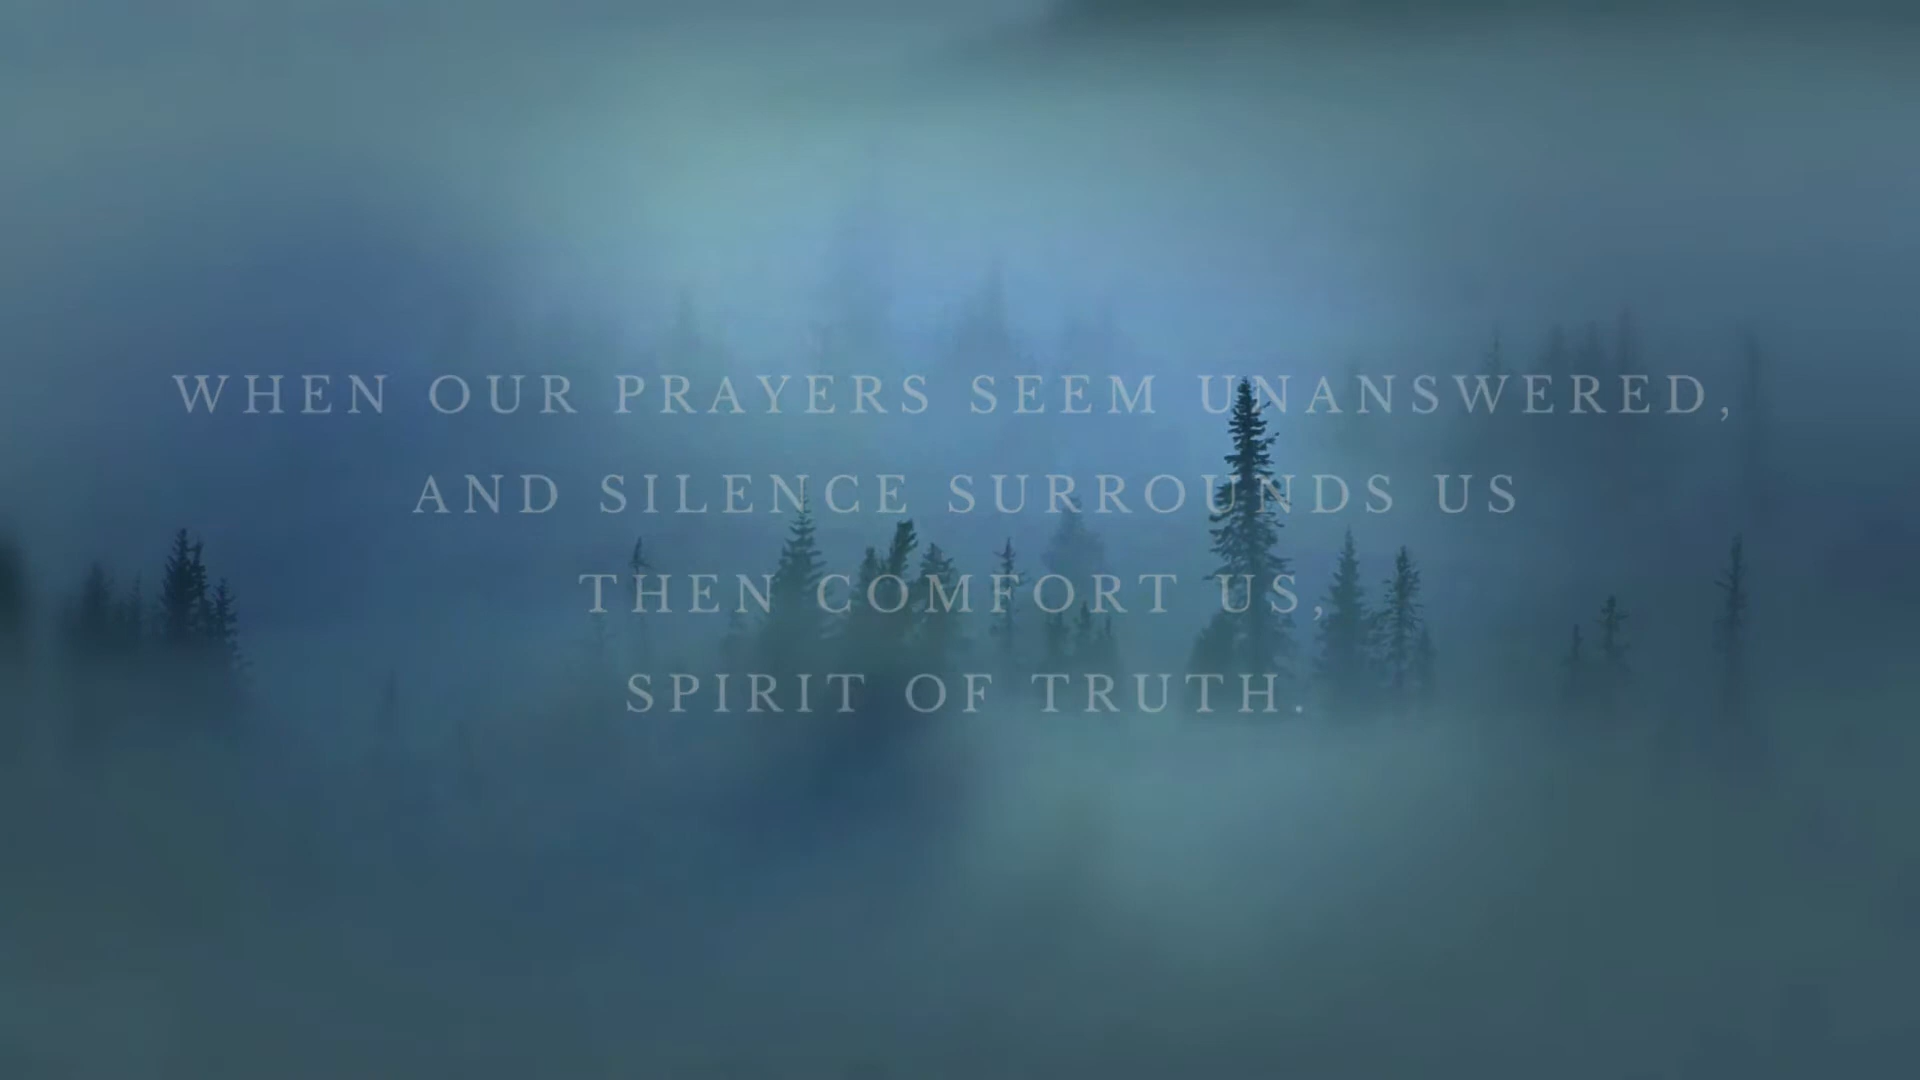 WHEN OUR PRAYERS SEEM UNANSWERED,
AND SILENCE SURROUNDS US
THEN COMFORT US,
SPIRIT OF TRUTH.